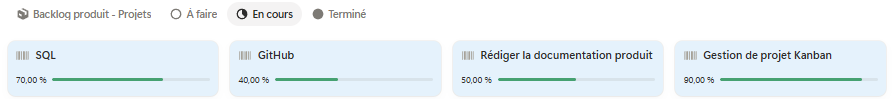 Backlog produit - Projets À faire En cours Terminé
SQL GitHub Rédiger la documentation produit Gestion de projet Kanban
70,00 % 40,00 % 50,00 % 90,00 %